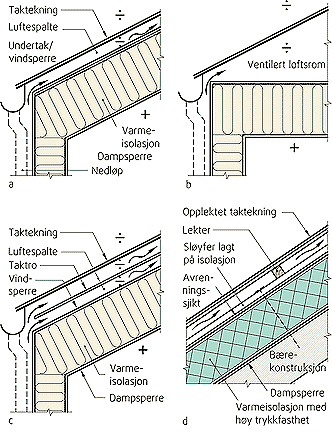 Taktekning
Luftespalte
Undertak/
vindsperre
Varme-
isolasjon
Dampsperre
Nedløp
a
Ventilert loftsrom
b
Taktekning
Luftespalte
Taktro
Vind-
sperre
Varme-
isolasjon
Dampsperre
c
Opplektet taktekning
Lekter
Sløyfer lagt
på isolasjon
Avren-
nings-
sjikt
Bære-
konstruksjon
Dampsperre
Varmeisolasjon med
høy trykkfasthet
d